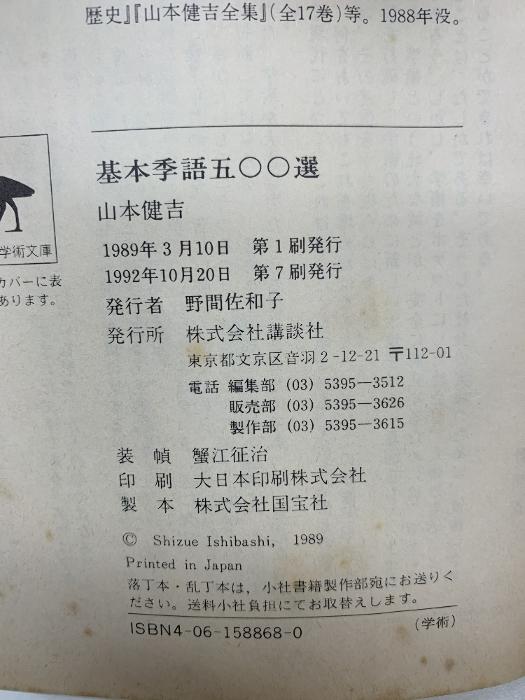 歴史』『山本健吉全集』(全17巻)等。1988年没。
学術文庫
カバーに表
あります。
基本季語五〇〇選
山本健吉
1989年3月10日 第1刷発行
1992年10月20日 第7刷発行
発行者 野間佐和子
発行所 株式会社講談社
東京都文京区音羽2-12-21 〒112-01
電話 編集部 (03) 5395—3512
販売部 (03) 5395—3626
製作部 (03) 5395—3615
装 幀 蟹江征治
印 刷 大日本印刷株式会社
製 本 株式会社国宝社
© Shizue Ishibashi, 1989
Printed in Japan
落丁本・乱丁本は、小社書籍製作部宛にお送りく
ださい。送料小社負担にてお取替えします。
ISBN4-06-158868-0
(学術)